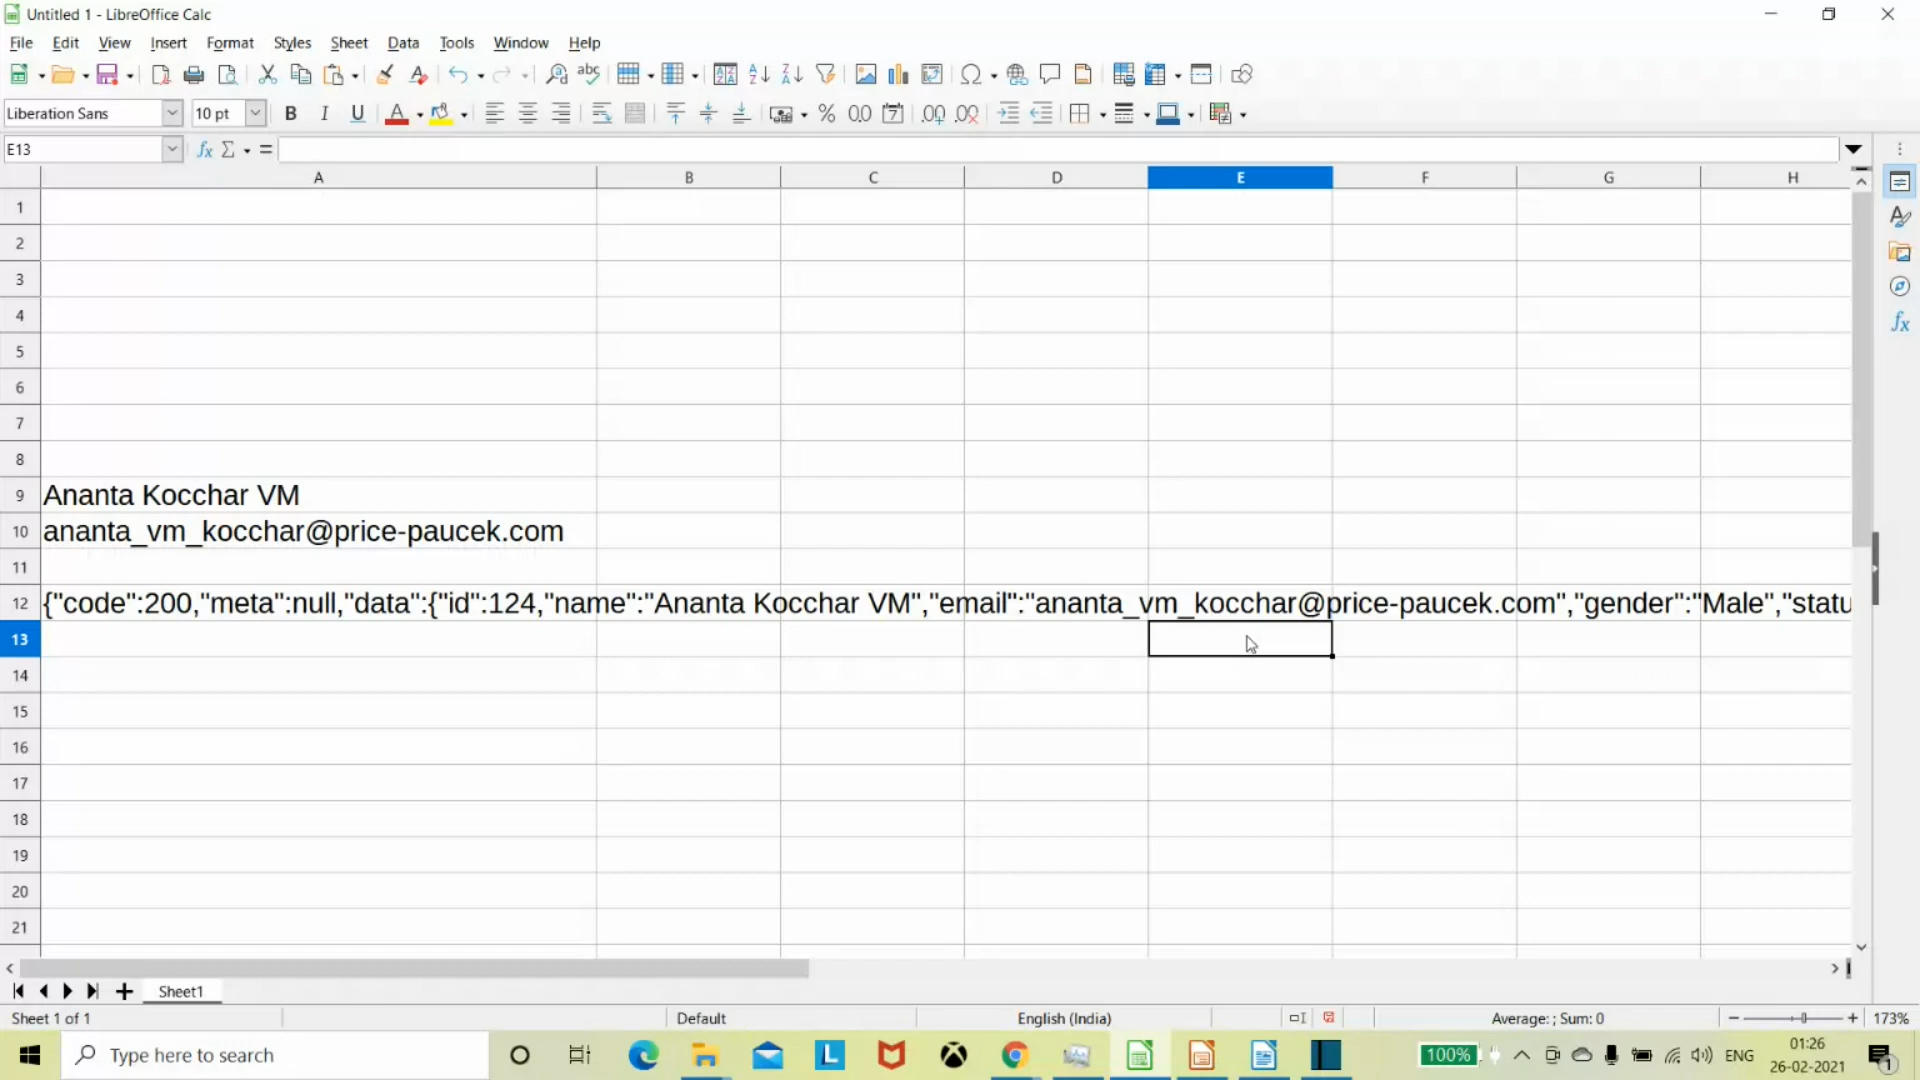 Untitled 1 - LibreOffice Calc
File Edit View Insert Format Styles Sheet Data Tools Window Help
Liberation Sans 10 pt
E13
A B C D E F G H
1
2
3
4
5
6
7
8
9 Ananta Kocchar VM
10 ananta_vm_kocchar@price-paucek.com
11
12 {"code":200,"meta":null,"data":{"id":124,"name":"Ananta Kocchar VM","email":"ananta_vm_kocchar@price-paucek.com","gender":"Male","statu
13
14
15
16
17
18
19
20
21
Sheet1
Sheet 1 of 1 Default English (India) Average: ; Sum: 0 173%
Type here to search 100% ENG 01:26
26-02-2021